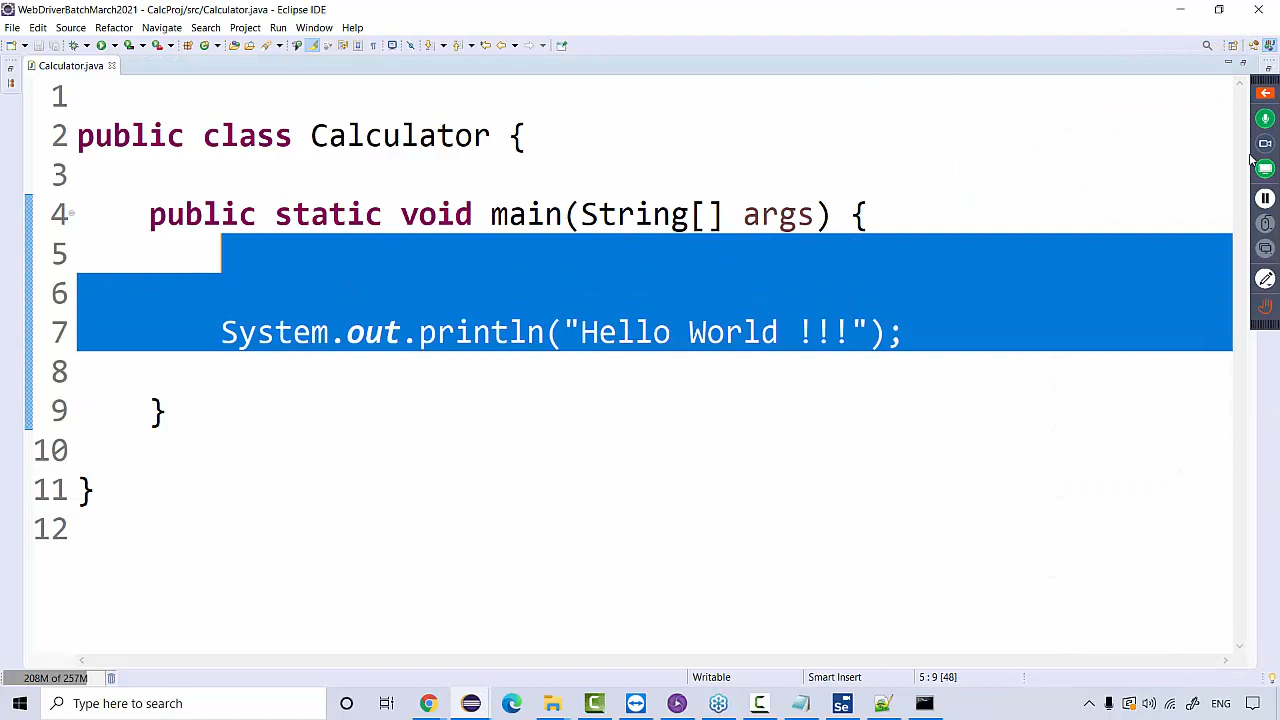 WebDriverBatchMarch2021 - CalcProj/src/Calculator.java - Eclipse IDE
File Edit Source Refactor Navigate Search Project Run Window Help
Calculator.java
1
2 public class Calculator {
3
4 public static void main(String[] args) {
5
6
7 System.out.println("Hello World !!!");
8
9 }
10
11 }
12
208M of 257M Writable Smart Insert 5 : 9 [48]
Type here to search Se ENG